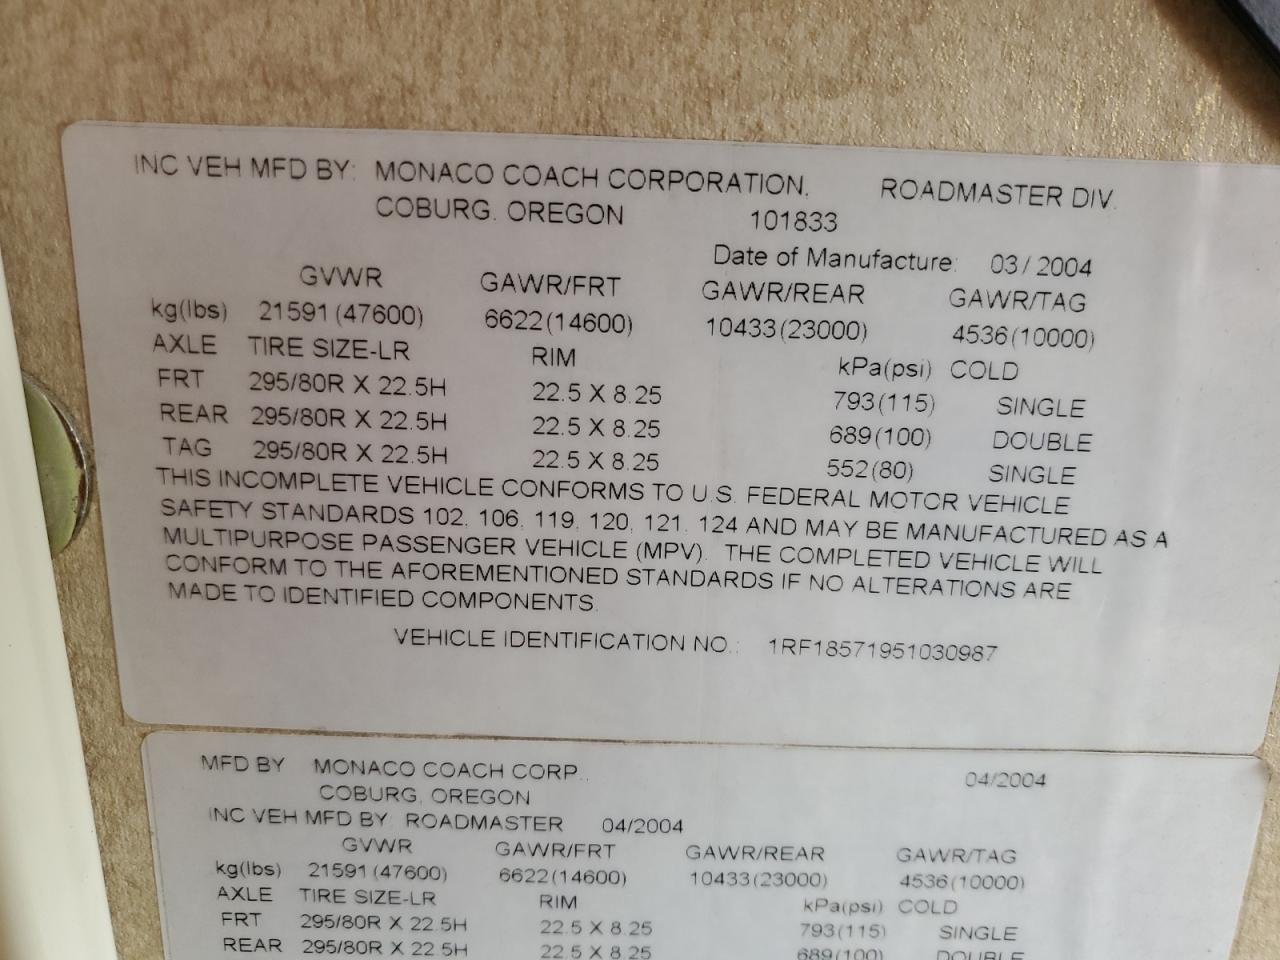 INC VEH MFD BY: MONACO COACH CORPORATION, ROADMASTER DIV.
COBURG, OREGON 101833
Date of Manufacture: 03/2004
GVWR GAWR/FRT GAWR/REAR GAWR/TAG
kg(lbs) 21591(47600) 6622(14600) 10433(23000) 4536(10000)
AXLE TIRE SIZE-LR RIM kPa(psi) COLD
FRT 295/80R X 22.5H 22.5 X 8.25 793(115) SINGLE
REAR 295/80R X 22.5H 22.5 X 8.25 689(100) DOUBLE
TAG 295/80R X 22.5H 22.5 X 8.25 552(80) SINGLE
THIS INCOMPLETE VEHICLE CONFORMS TO U.S. FEDERAL MOTOR VEHICLE
SAFETY STANDARDS 102, 106, 119, 120, 121, 124 AND MAY BE MANUFACTURED AS A
MULTIPURPOSE PASSENGER VEHICLE (MPV). THE COMPLETED VEHICLE WILL
CONFORM TO THE AFOREMENTIONED STANDARDS IF NO ALTERATIONS ARE
MADE TO IDENTIFIED COMPONENTS.
VEHICLE IDENTIFICATION NO.: 1RF18571951030987
MFD BY MONACO COACH CORP., 04/2004
COBURG, OREGON
INC VEH MFD BY ROADMASTER 04/2004
GVWR GAWR/FRT GAWR/REAR GAWR/TAG
kg(lbs) 21591(47600) 6622(14600) 10433(23000) 4536(10000)
AXLE TIRE SIZE-LR RIM kPa(psi) COLD
FRT 295/80R X 22.5H 22.5 X 8.25 793(115) SINGLE
REAR 295/80R X 22.5H 22.5 X 8.25 689(100) DOUBLE